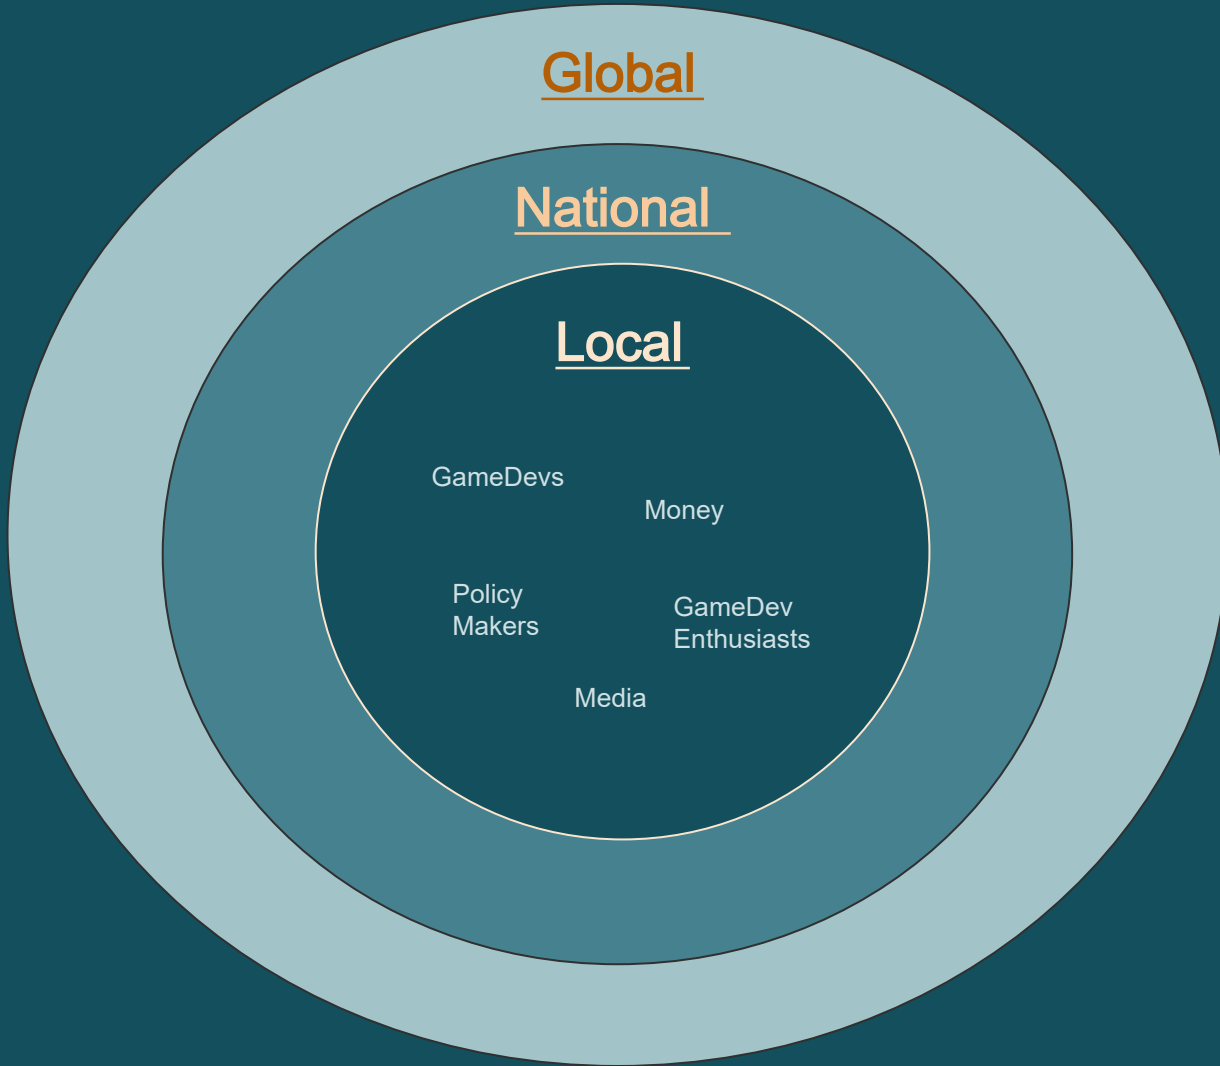 Global
National
Local
GameDevs
Money
Policy
Makers
GameDev
Enthusiasts
Media